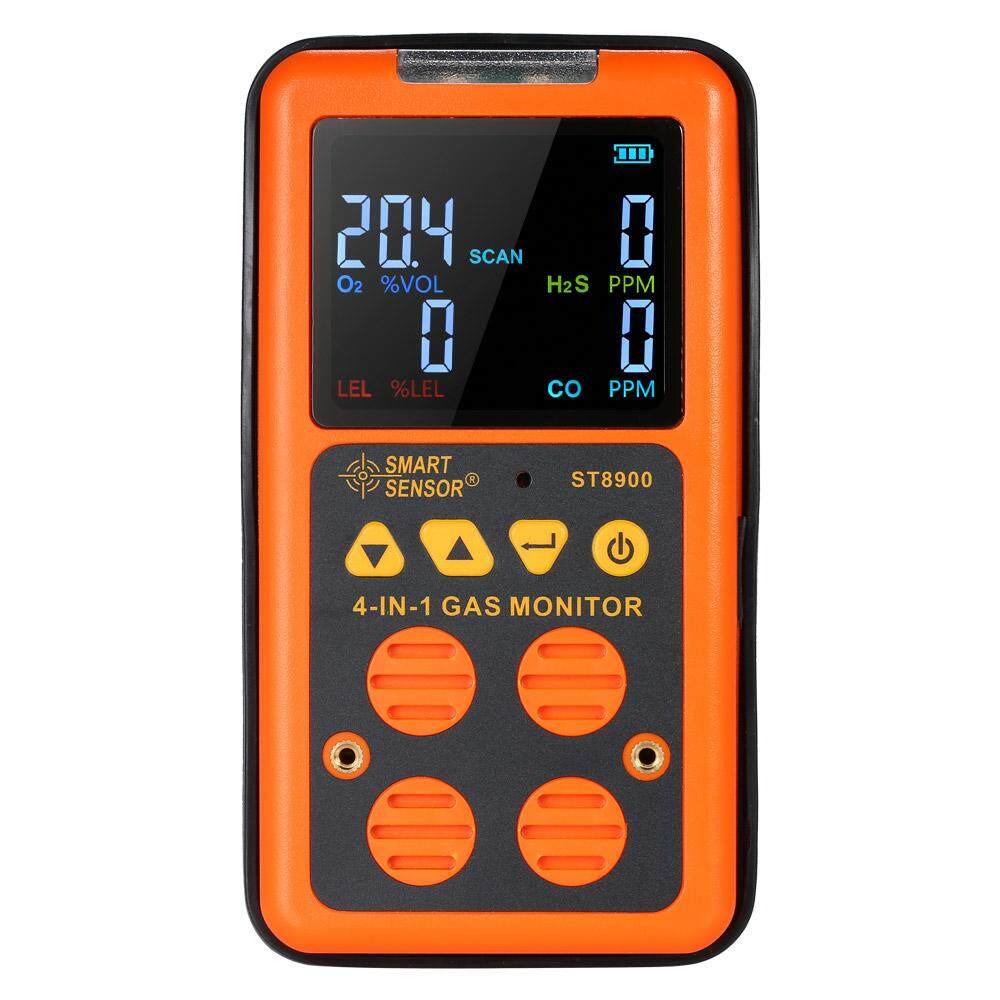 20.4 SCAN 0
O2 %VOL H2S PPM
0 0
LEL %LEL CO PPM
SMART
SENSOR®
ST8900
4-IN-1 GAS MONITOR